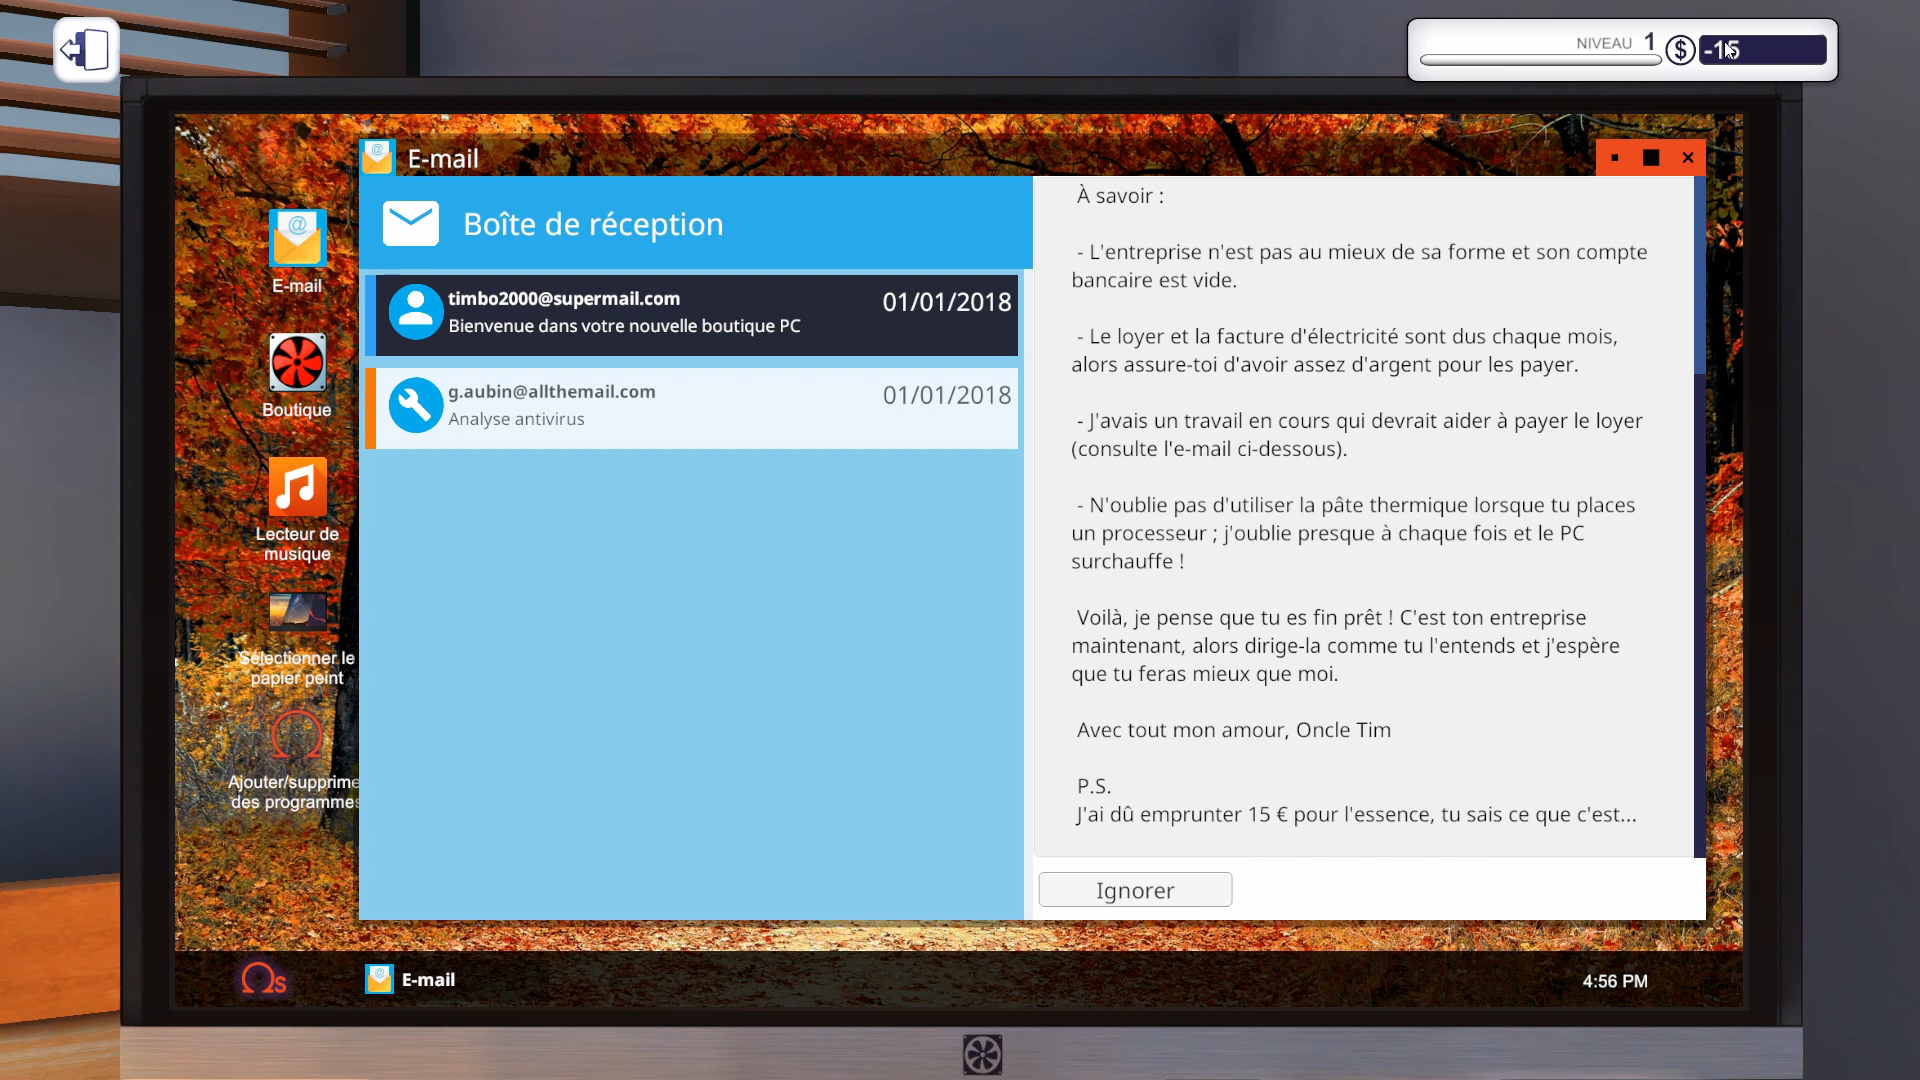 NIVEAU 1
$ -15
E-mail
Boîte de réception
timbo2000@supermail.com
01/01/2018
Bienvenue dans votre nouvelle boutique PC
g.aubin@allthemail.com
01/01/2018
Analyse antivirus
E-mail
Boutique
Lecteur de
musique
Sélectionner le
papier peint
Ajouter/supprime
des programmes
À savoir :
- L'entreprise n'est pas au mieux de sa forme et son compte
bancaire est vide.
- Le loyer et la facture d'électricité sont dus chaque mois,
alors assure-toi d'avoir assez d'argent pour les payer.
- J'avais un travail en cours qui devrait aider à payer le loyer
(consulte l'e-mail ci-dessous).
- N'oublie pas d'utiliser la pâte thermique lorsque tu places
un processeur ; j'oublie presque à chaque fois et le PC
surchauffe !
Voilà, je pense que tu es fin prêt ! C'est ton entreprise
maintenant, alors dirige-la comme tu l'entends et j'espère
que tu feras mieux que moi.
Avec tout mon amour, Oncle Tim
P.S.
J'ai dû emprunter 15 € pour l'essence, tu sais ce que c'est...
Ignorer
Ωs
E-mail
4:56 PM